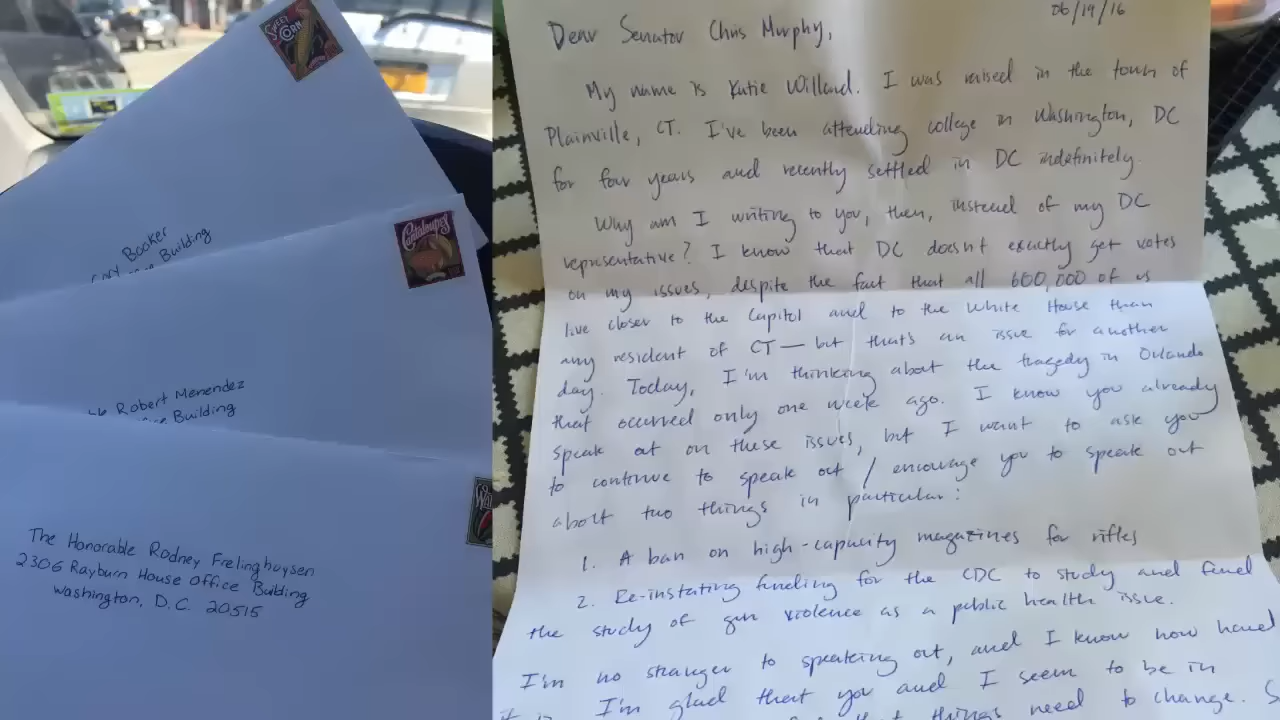 SWEET
CORN
Booker
Building
Cantaloupes
Robert Menendez
Building
The Honorable Rodney Frelinghuysen
2306 Rayburn House Office Building
Washington, D.C. 20515
06/19/16
Dear Senator Chris Murphy,
My name is Katie Willard. I was raised in the town of
Plainville, CT. I've been attending college in Washington, DC
for four years and recently settled in DC indefinitely.
Why am I writing to you, then, instead of my DC
representative? I know that DC doesn't exactly get votes
on my issues, despite the fact that all 600,000 of us
live closer to the Capitol and to the White House than
any resident of CT — but that's an issue for another
day. Today, I'm thinking about the tragedy in Orlando
that occurred only one week ago. I know you already
speak out on these issues, but I want to ask you
to continue to speak out / encourage you to speak out
about two things in particular:
1. A ban on high-capacity magazines for rifles
2. Re-instating funding for the CDC to study and fund
the study of gun violence as a public health issue.
I'm no stranger to speaking out, and I know how hard
I'm glad that you and I seem to be in
that things need to change. S